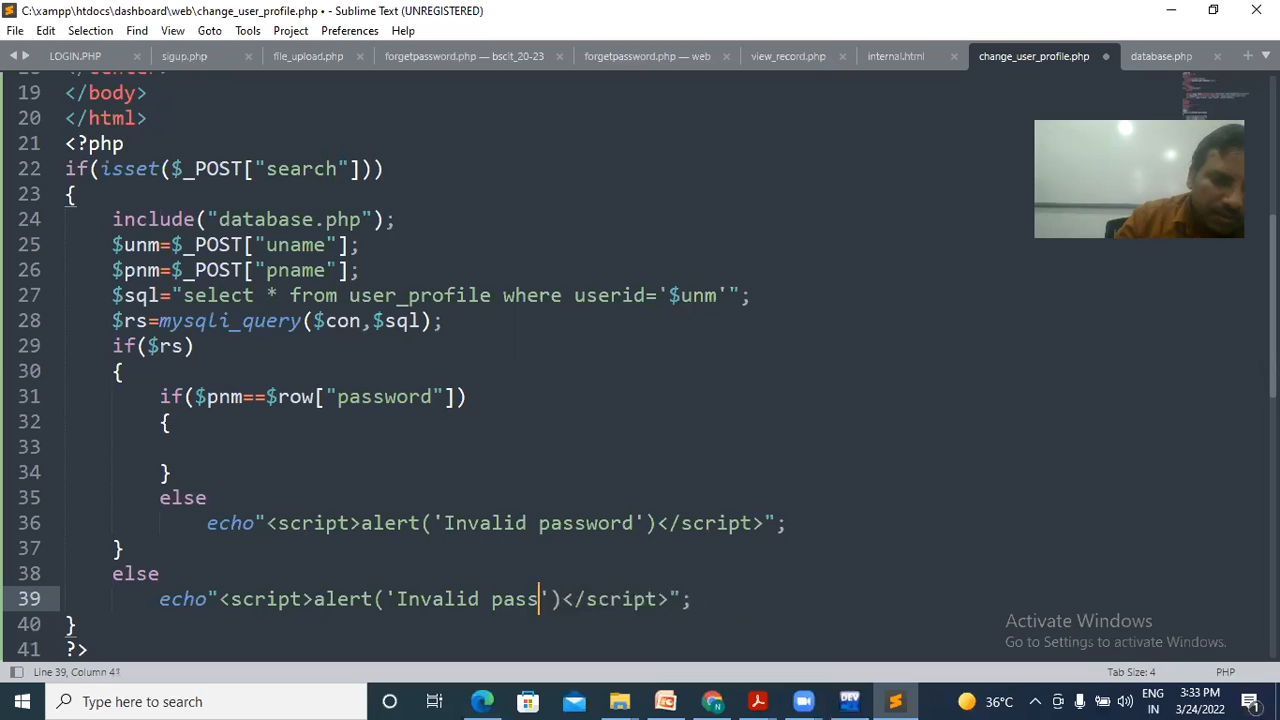 C:\xampp\htdocs\dashboard\web\change_user_profile.php • - Sublime Text (UNREGISTERED)
File Edit Selection Find View Goto Tools Project Preferences Help
LOGIN.PHP sigup.php file_upload.php forgetpassword.php — bscit_20-23 forgetpassword.php — web view_record.php internal.html change_user_profile.php database.php
19 </body>
20 </html>
21 <?php
22 if(isset($_POST["search"]))
23 {
24 include("database.php");
25 $unm=$_POST["uname"];
26 $pnm=$_POST["pname"];
27 $sql="select * from user_profile where userid='$unm'";
28 $rs=mysqli_query($con,$sql);
29 if($rs)
30 {
31 if($pnm==$row["password"])
32 {
33
34 }
35 else
36 echo"<script>alert('Invalid password')</script>";
37 }
38 else
39 echo"<script>alert('Invalid pass')</script>";
40 }
41 ?>
Activate Windows
Go to Settings to activate Windows.
Line 39, Column 41 Tab Size: 4 PHP
Type here to search 36°C ENG 3:33 PM
IN 3/24/2022